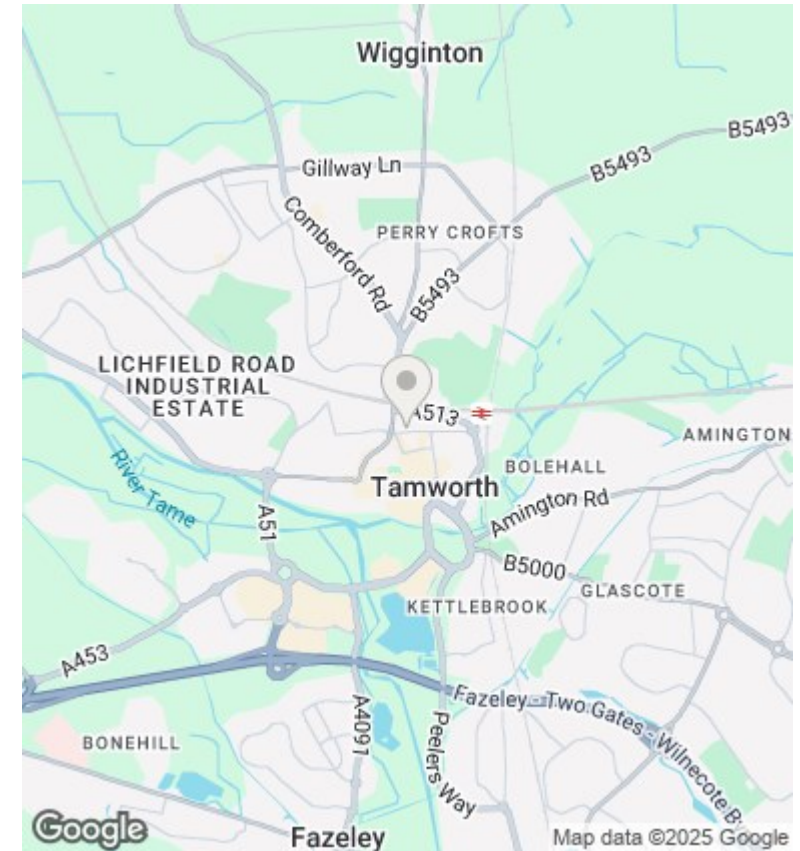 Wigginton
B5493
B5493
Gillway Ln
PERRY CROFTS
Comberford Rd
B5493
LICHFIELD ROAD
INDUSTRIAL
ESTATE
A513
AMINGTON
BOLEHALL
River Tame
Tamworth
Amington Rd
A51
B5000
GLASCOTE
KETTLEBROOK
A453
Fazeley - Two Gates - Wilnecote B
A4091
Peelers Way
BONEHILL
Google
Fazeley
Map data ©2025 Google